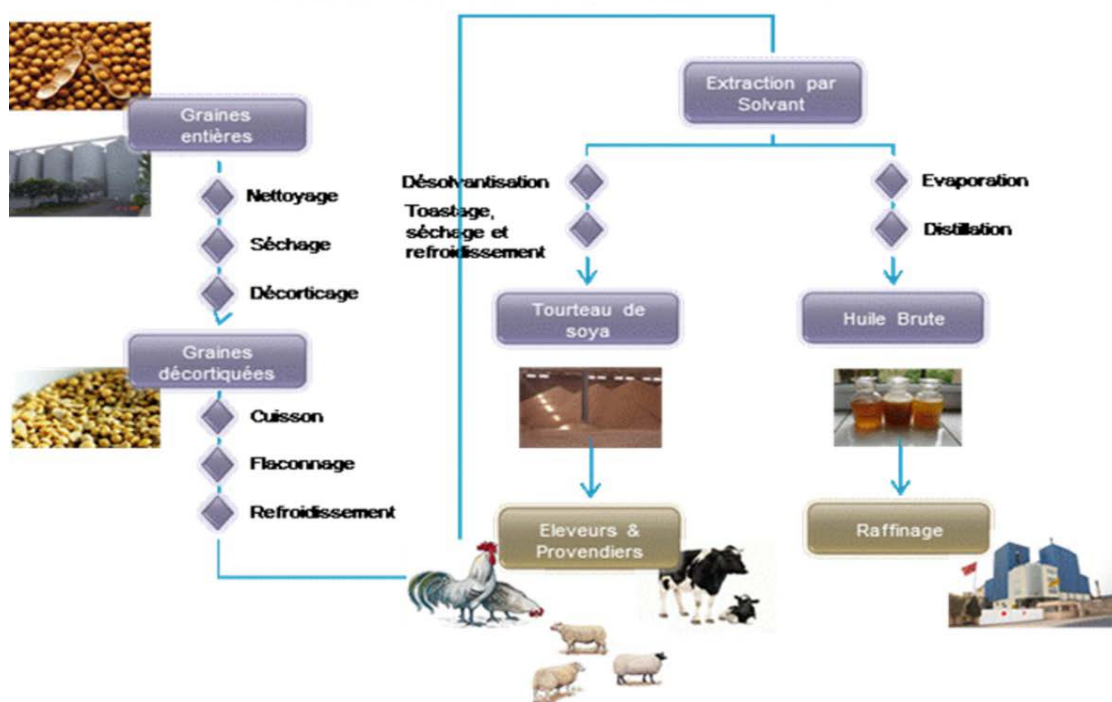 Graines
entières
Nettoyage
Séchage
Décorticage
Graines
décortiquées
Cuisson
Flaconnage
Refroidissement
Extraction par
Solvant
Désolvantisation
Toastage,
séchage et
refroidissement
Tourteau de
soya
Eleveurs &
Provendiers
Evaporation
Distillation
Huile Brute
Raffinage